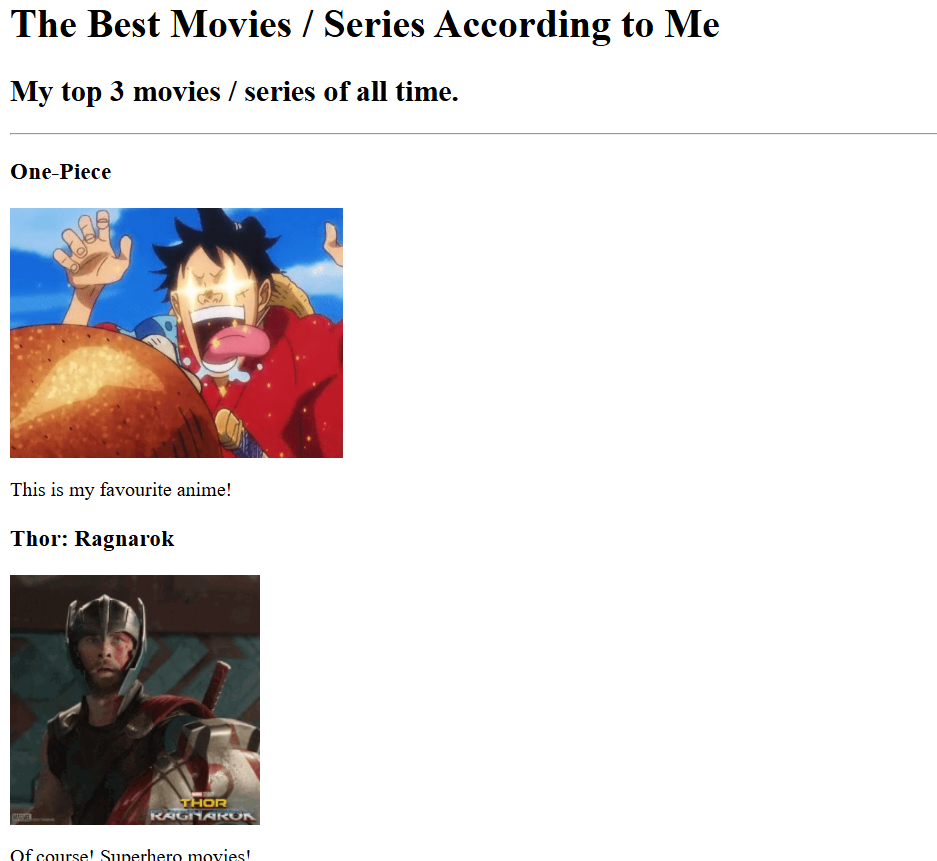 The Best Movies / Series According to Me
My top 3 movies / series of all time.
One-Piece
This is my favourite anime!
Thor: Ragnarok
THOR
RAGNAROK
Of course! Superhero movies!